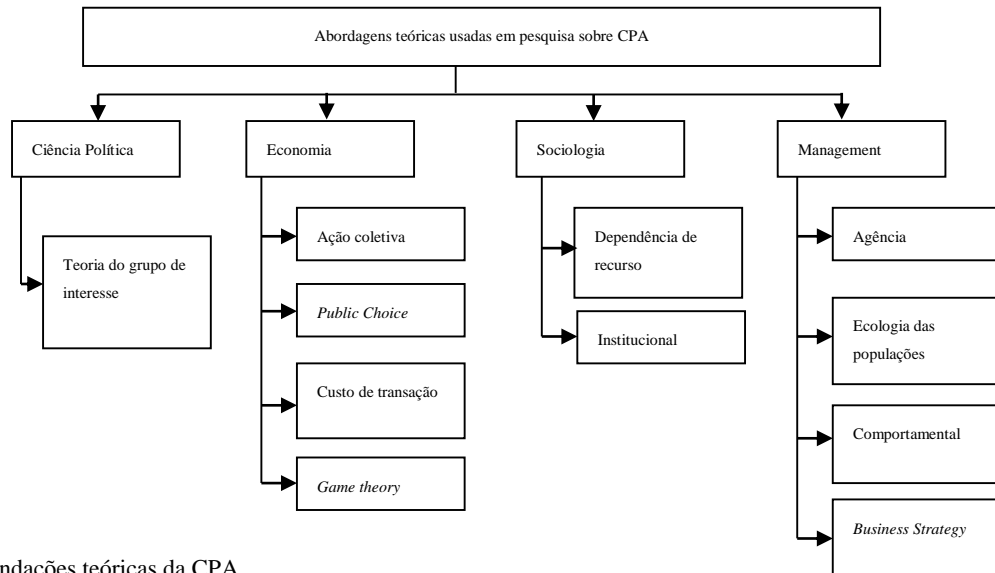 Abordagens teóricas usadas em pesquisa sobre CPA
Ciência Política
Economia
Sociologia
Management
Teoria do grupo de
interesse
Ação coletiva
Public Choice
Custo de transação
Game theory
Dependência de
recurso
Institucional
Agência
Ecologia das
populações
Comportamental
Business Strategy
teóricas da CPA